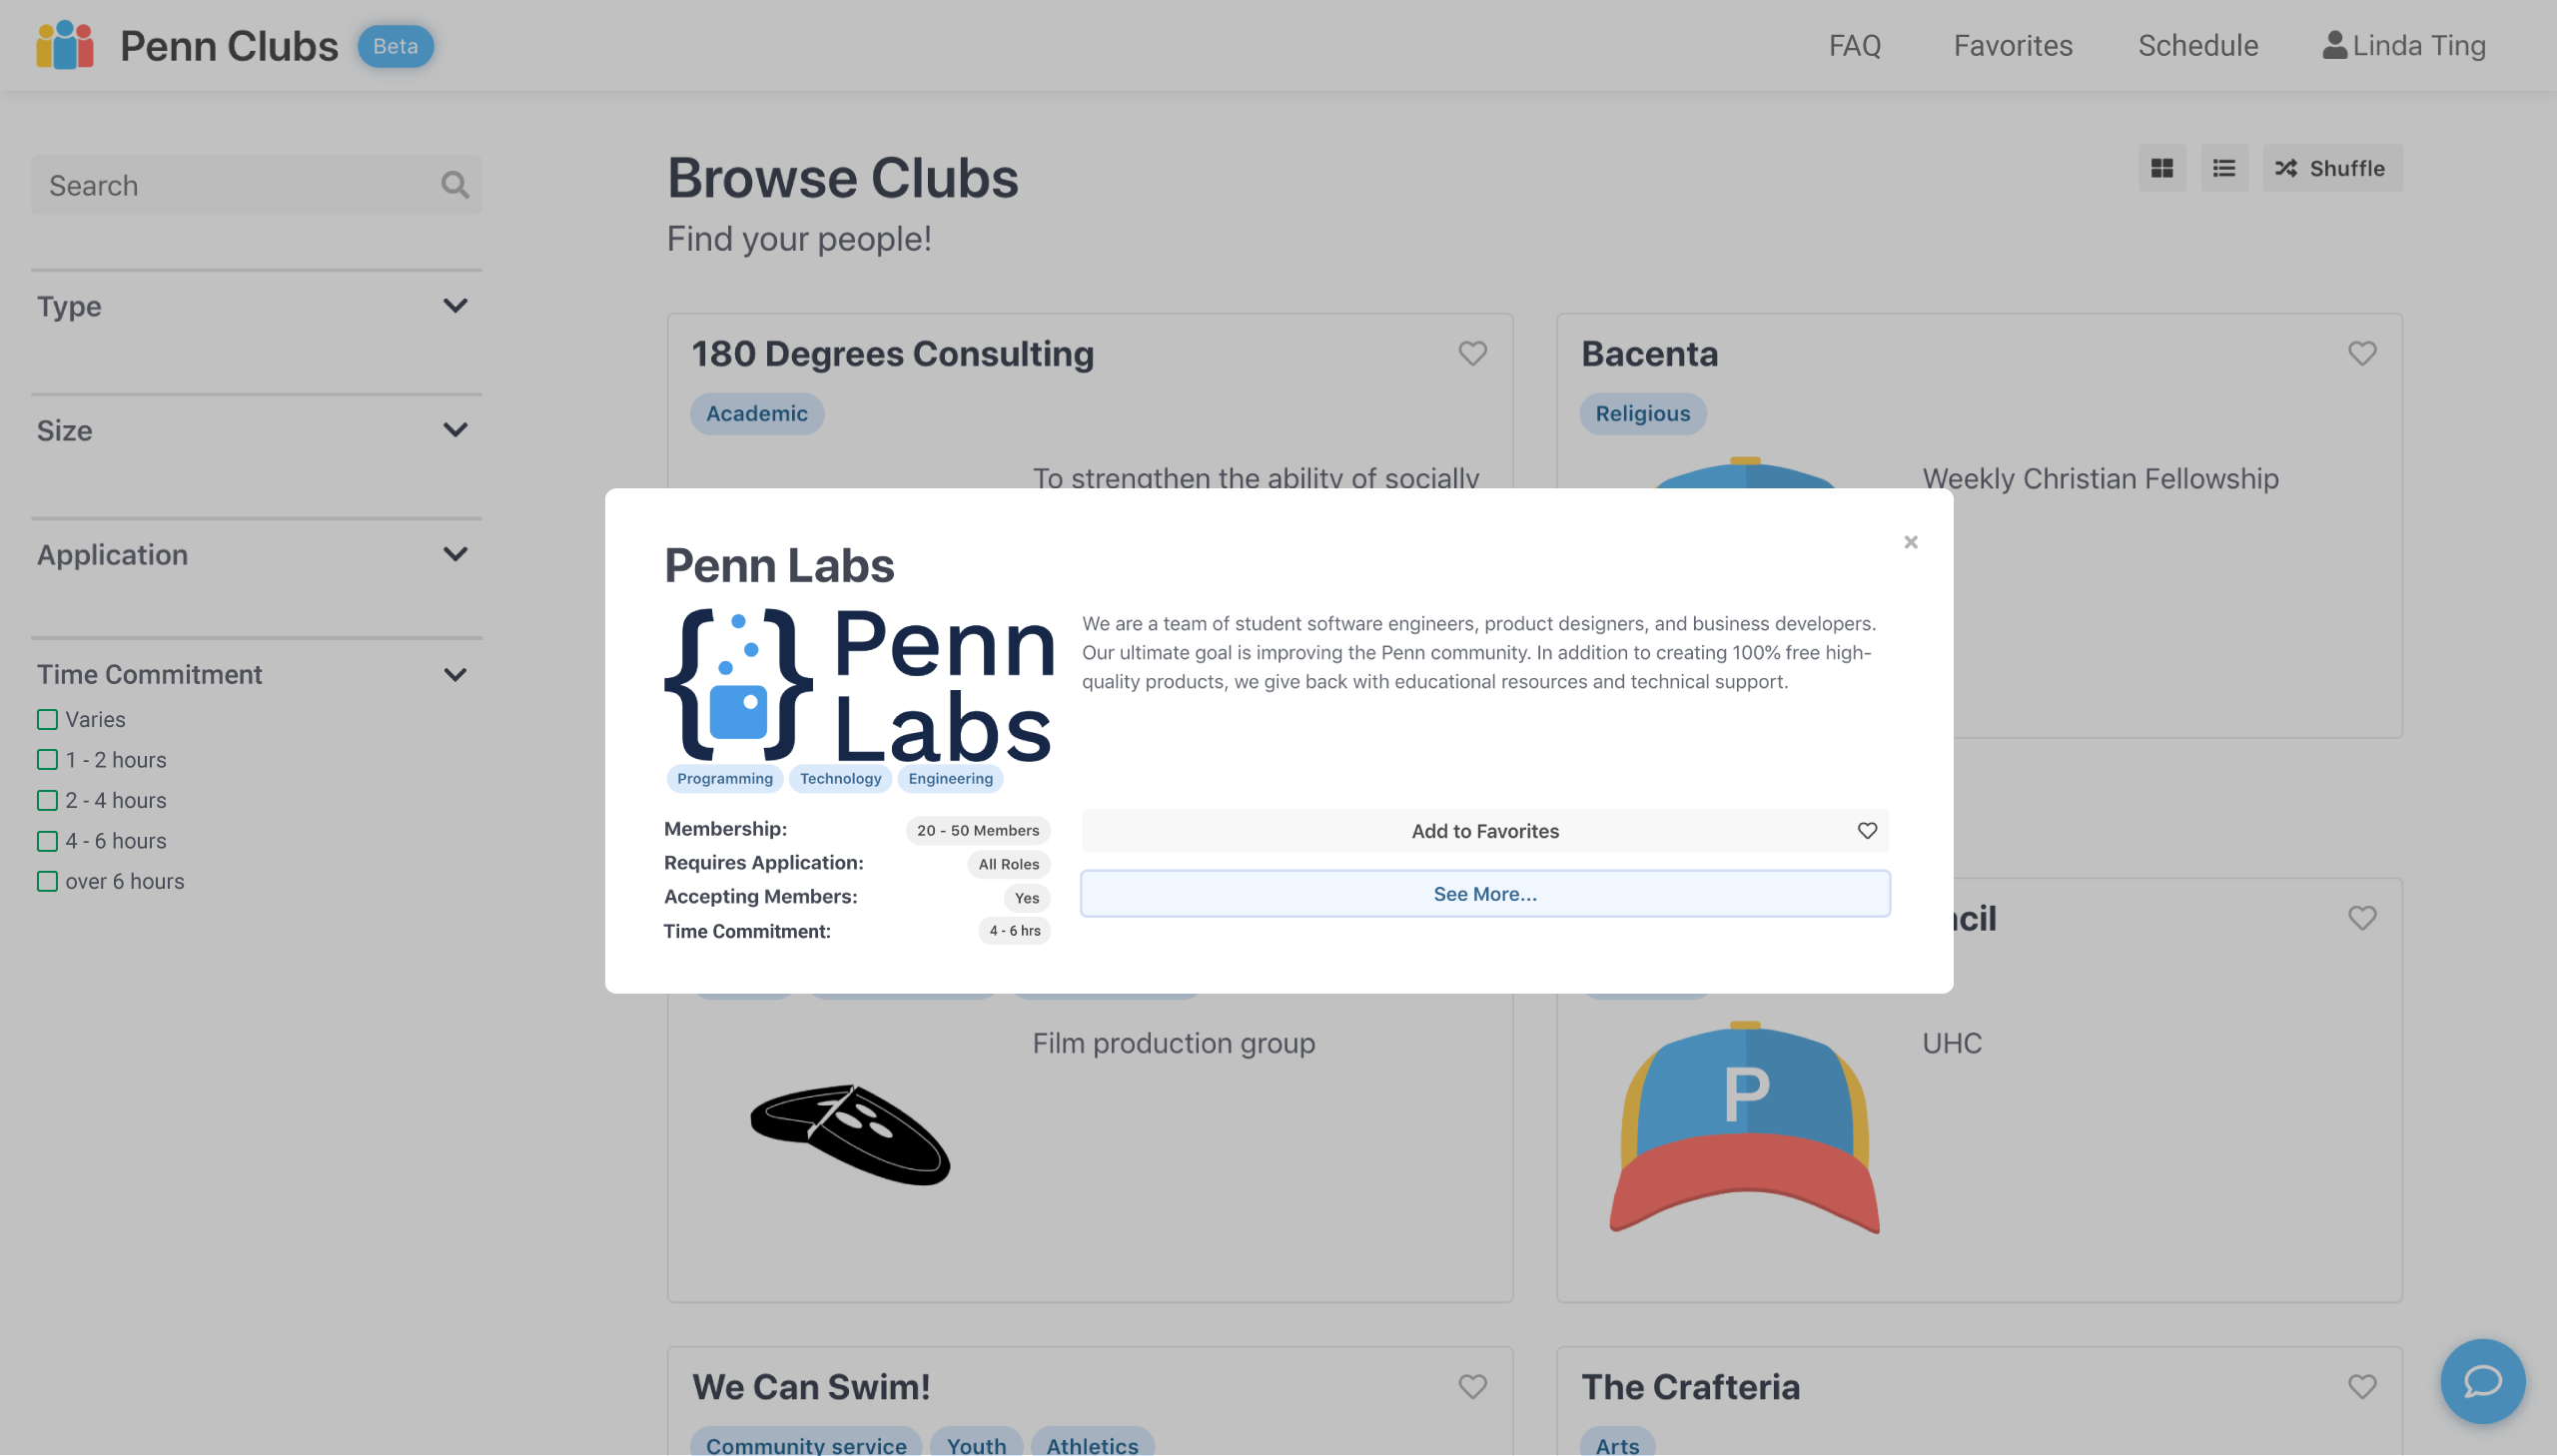 Penn Clubs
Beta
FAQ
Favorites
Schedule
Linda Ting
Search
Type
Size
Application
Time Commitment
Varies
1 - 2 hours
2 - 4 hours
4 - 6 hours
over 6 hours
Browse Clubs
Find your people!
Shuffle
180 Degrees Consulting
Academic
To strengthen the ability of socially
Bacenta
Religious
Weekly Christian Fellowship
Penn Labs
Penn
Labs
We are a team of student software engineers, product designers, and business developers.
Our ultimate goal is improving the Penn community. In addition to creating 100% free high-
quality products, we give back with educational resources and technical support.
Programming
Technology
Engineering
Membership: 20 - 50 Members
Requires Application: All Roles
Accepting Members: Yes
Time Commitment: 4 - 6 hrs
Add to Favorites
See More...
cil
Film production group
UHC
P
We Can Swim!
Community service
Youth
Athletics
The Crafteria
Arts